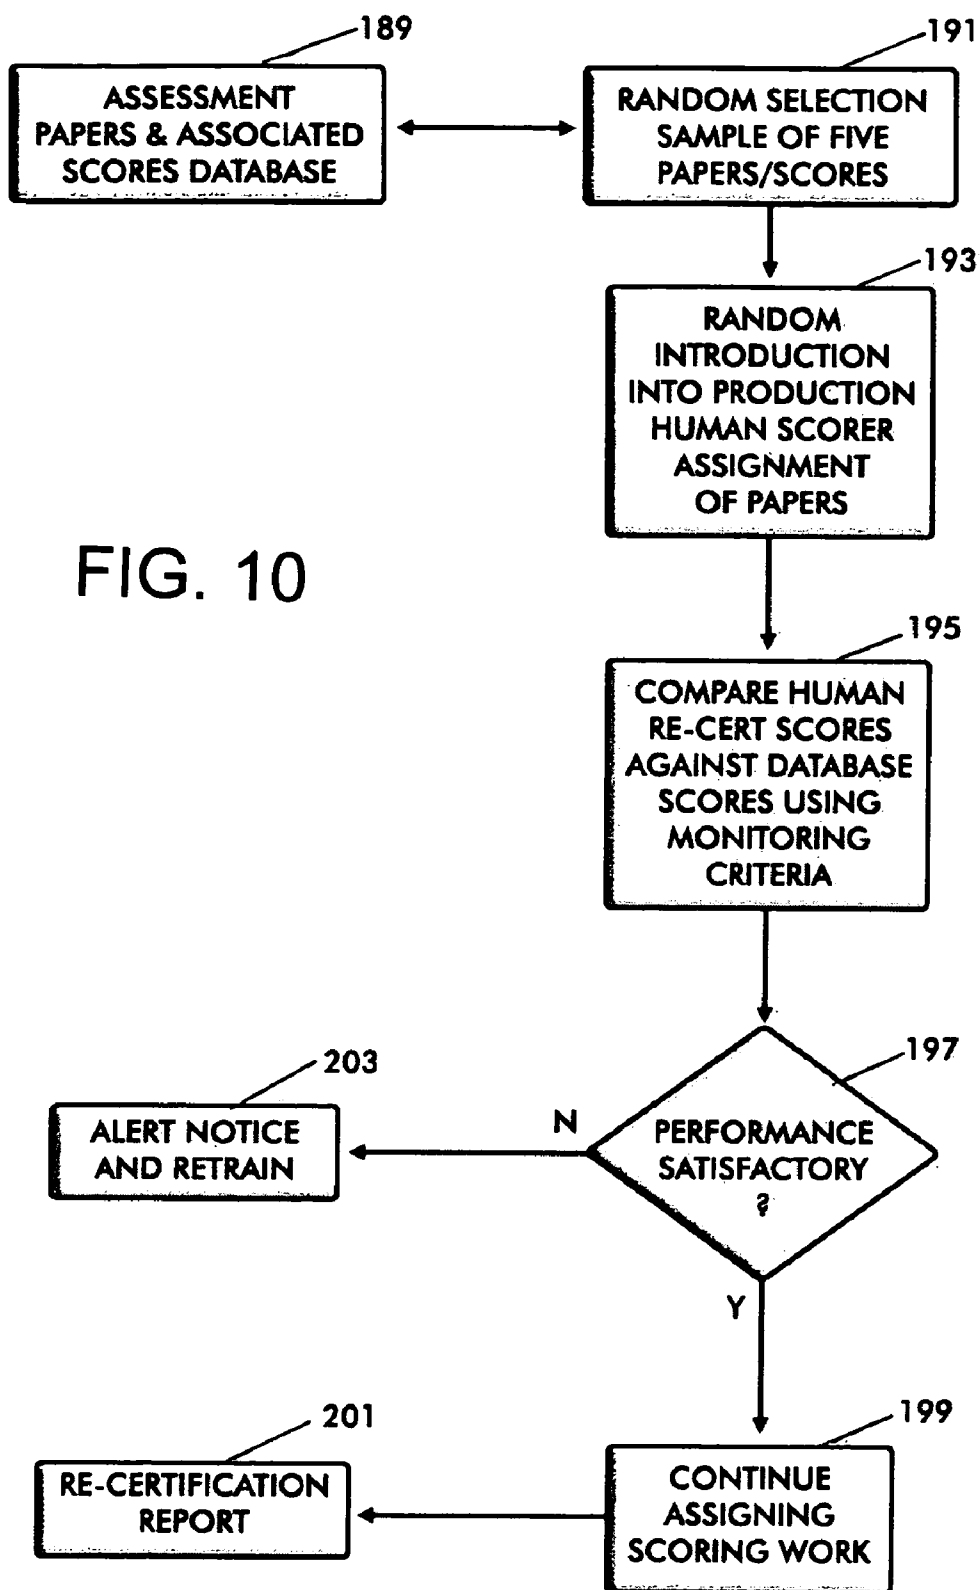 189
ASSESSMENT
PAPERS & ASSOCIATED
SCORES DATABASE
191
RANDOM SELECTION
SAMPLE OF FIVE
PAPERS/SCORES
193
RANDOM
INTRODUCTION
INTO PRODUCTION
HUMAN SCORER
ASSIGNMENT
OF PAPERS
FIG. 10
195
COMPARE HUMAN
RE-CERT SCORES
AGAINST DATABASE
SCORES USING
MONITORING
CRITERIA
197
PERFORMANCE
SATISFACTORY
?
N
203
ALERT NOTICE
AND RETRAIN
Y
199
CONTINUE
ASSIGNING
SCORING WORK
201
RE-CERTIFICATION
REPORT